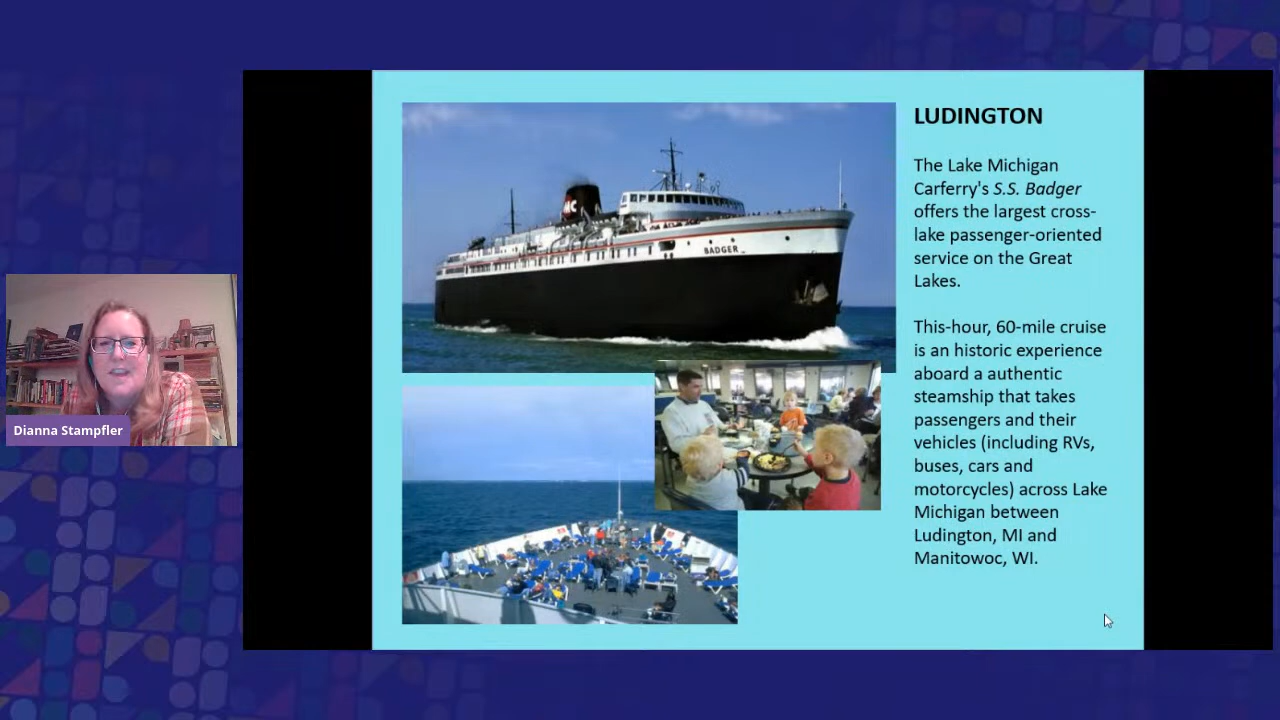 LUDINGTON
The Lake Michigan
Carferry's S.S. Badger
offers the largest cross-
lake passenger-oriented
service on the Great
Lakes.
This-hour, 60-mile cruise
is an historic experience
aboard a authentic
steamship that takes
passengers and their
vehicles (including RVs,
buses, cars and
motorcycles) across Lake
Michigan between
Ludington, MI and
Manitowoc, WI.
BADGER
Dianna Stampfler